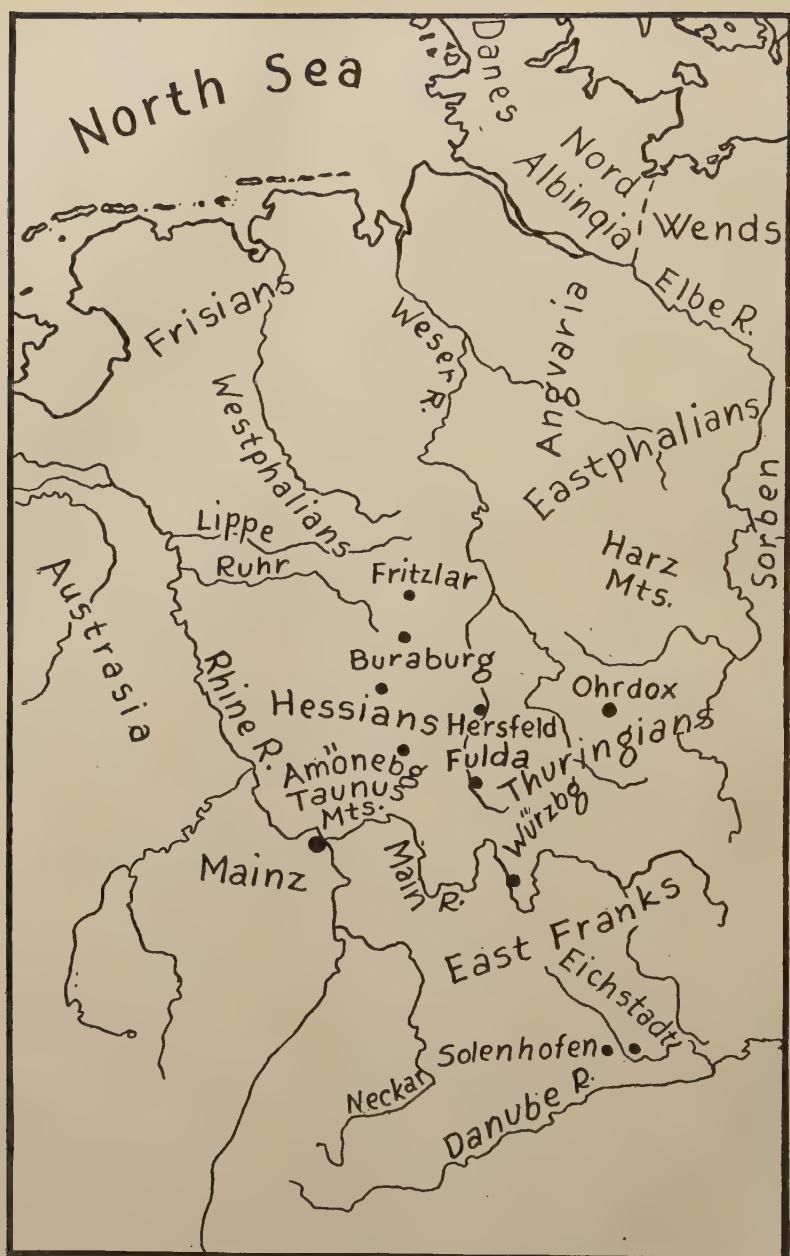 North Sea
Danes
Nord
Albingia
Wends
Elbe R.
Frisians
Weser R.
Angvaria
Westphalians
Eastphalians
Sorben
Lippe
Ruhr
Harz
Mts.
Fritzlar
Austrasia
Buraburg
Rhine R.
Hessians
Hersfeld
Ohrdox
Thuringians
Fulda
Amönebg
Taunus
Mts.
Würzbg
Mainz
Main R.
East Franks
Eichstadt
Solenhofen
Neckar
Danube R.